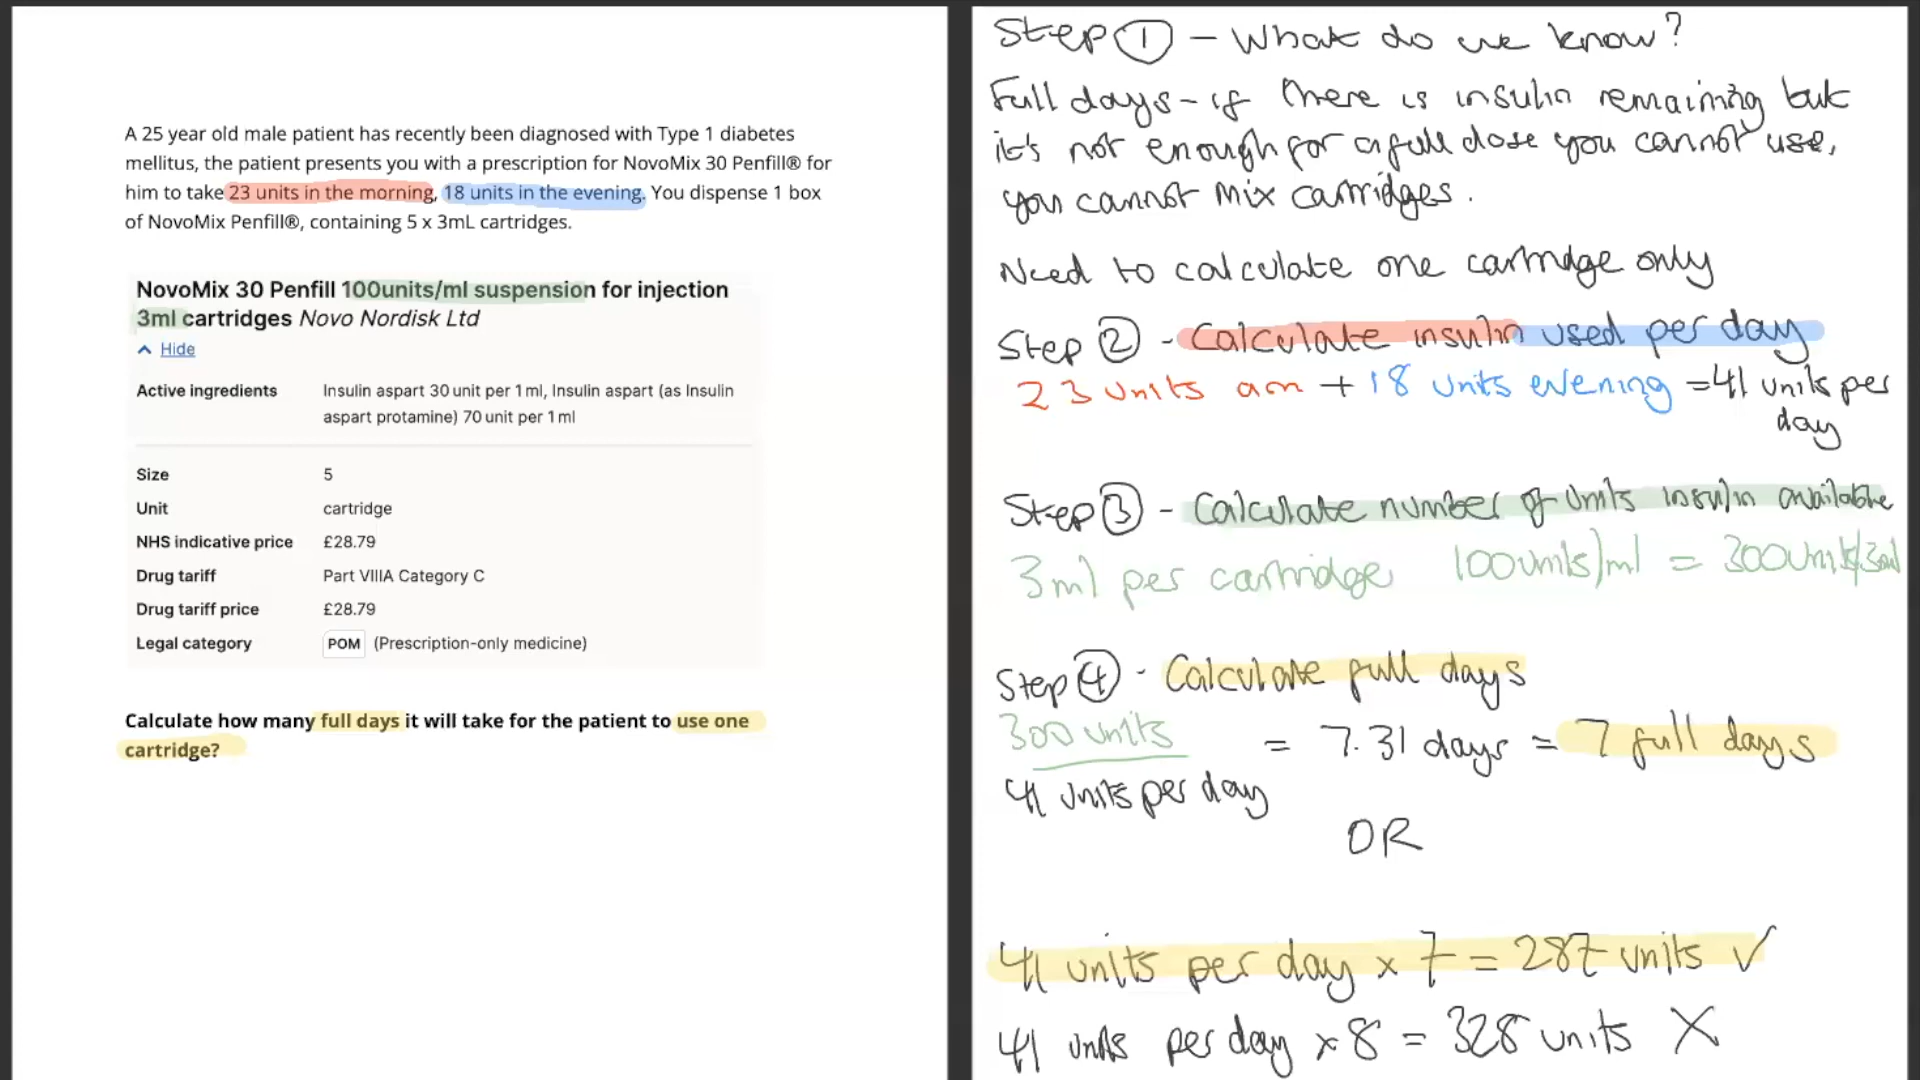 A 25 year old male patient has recently been diagnosed with Type 1 diabetes
mellitus, the patient presents you with a prescription for NovoMix 30 Penfill® for
him to take 23 units in the morning, 18 units in the evening. You dispense 1 box
of NovoMix Penfill®, containing 5 x 3mL cartridges.
NovoMix 30 Penfill 100units/ml suspension for injection
3ml cartridges Novo Nordisk Ltd
Hide
Active ingredients Insulin aspart 30 unit per 1 ml, Insulin aspart (as Insulin
aspart protamine) 70 unit per 1 ml
Size 5
Unit cartridge
NHS indicative price £28.79
Drug tariff Part VIIIA Category C
Drug tariff price £28.79
Legal category POM (Prescription-only medicine)
Calculate how many full days it will take for the patient to use one
cartridge?
Step 1 - What do we know?
Full days - if there is insulin remaining but
it's not enough for a full dose you cannot use,
you cannot mix cartridges.
Need to calculate one cartridge only
Step 2 - Calculate insulin used per day
23 units am + 18 units evening = 41 units per
day
Step 3 - Calculate number of units insulin available
3ml per cartridge 100units/ml = 300units/3ml
Step 4 - Calculate full days
300 units
= 7.31 days = 7 full days
41 units per day
OR
41 units per day x 7 = 287 units ✓
41 units per day x 8 = 328 units X